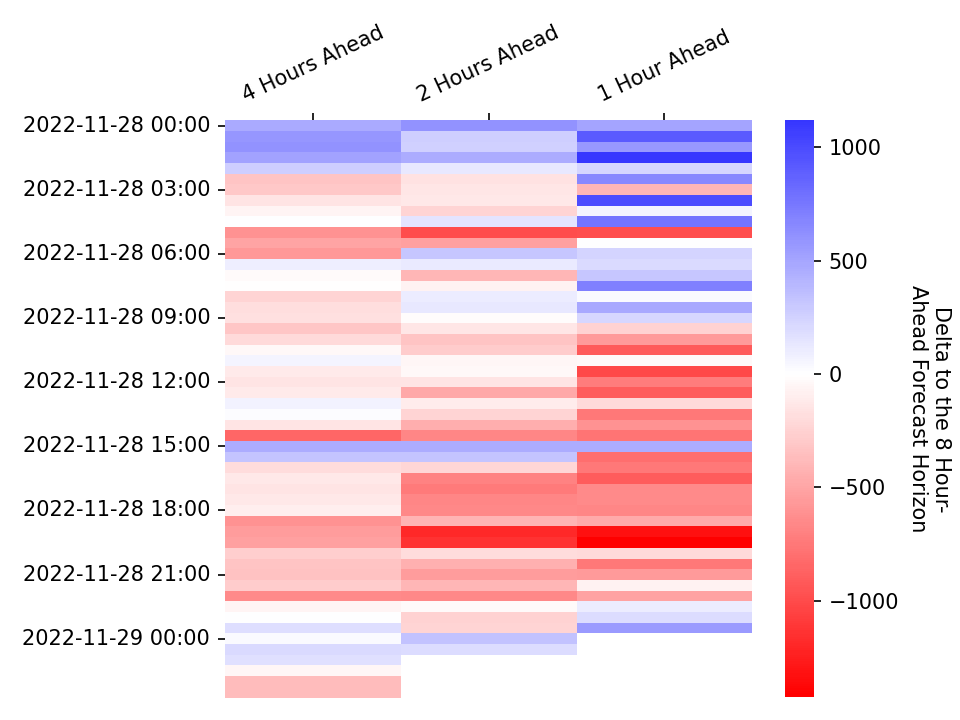 4 Hours Ahead
2 Hours Ahead
1 Hour Ahead
2022-11-28 00:00
2022-11-28 03:00
2022-11-28 06:00
2022-11-28 09:00
2022-11-28 12:00
2022-11-28 15:00
2022-11-28 18:00
2022-11-28 21:00
2022-11-29 00:00
1000
500
0
−500
−1000
Delta to the 8 Hour-
Ahead Forecast Horizon